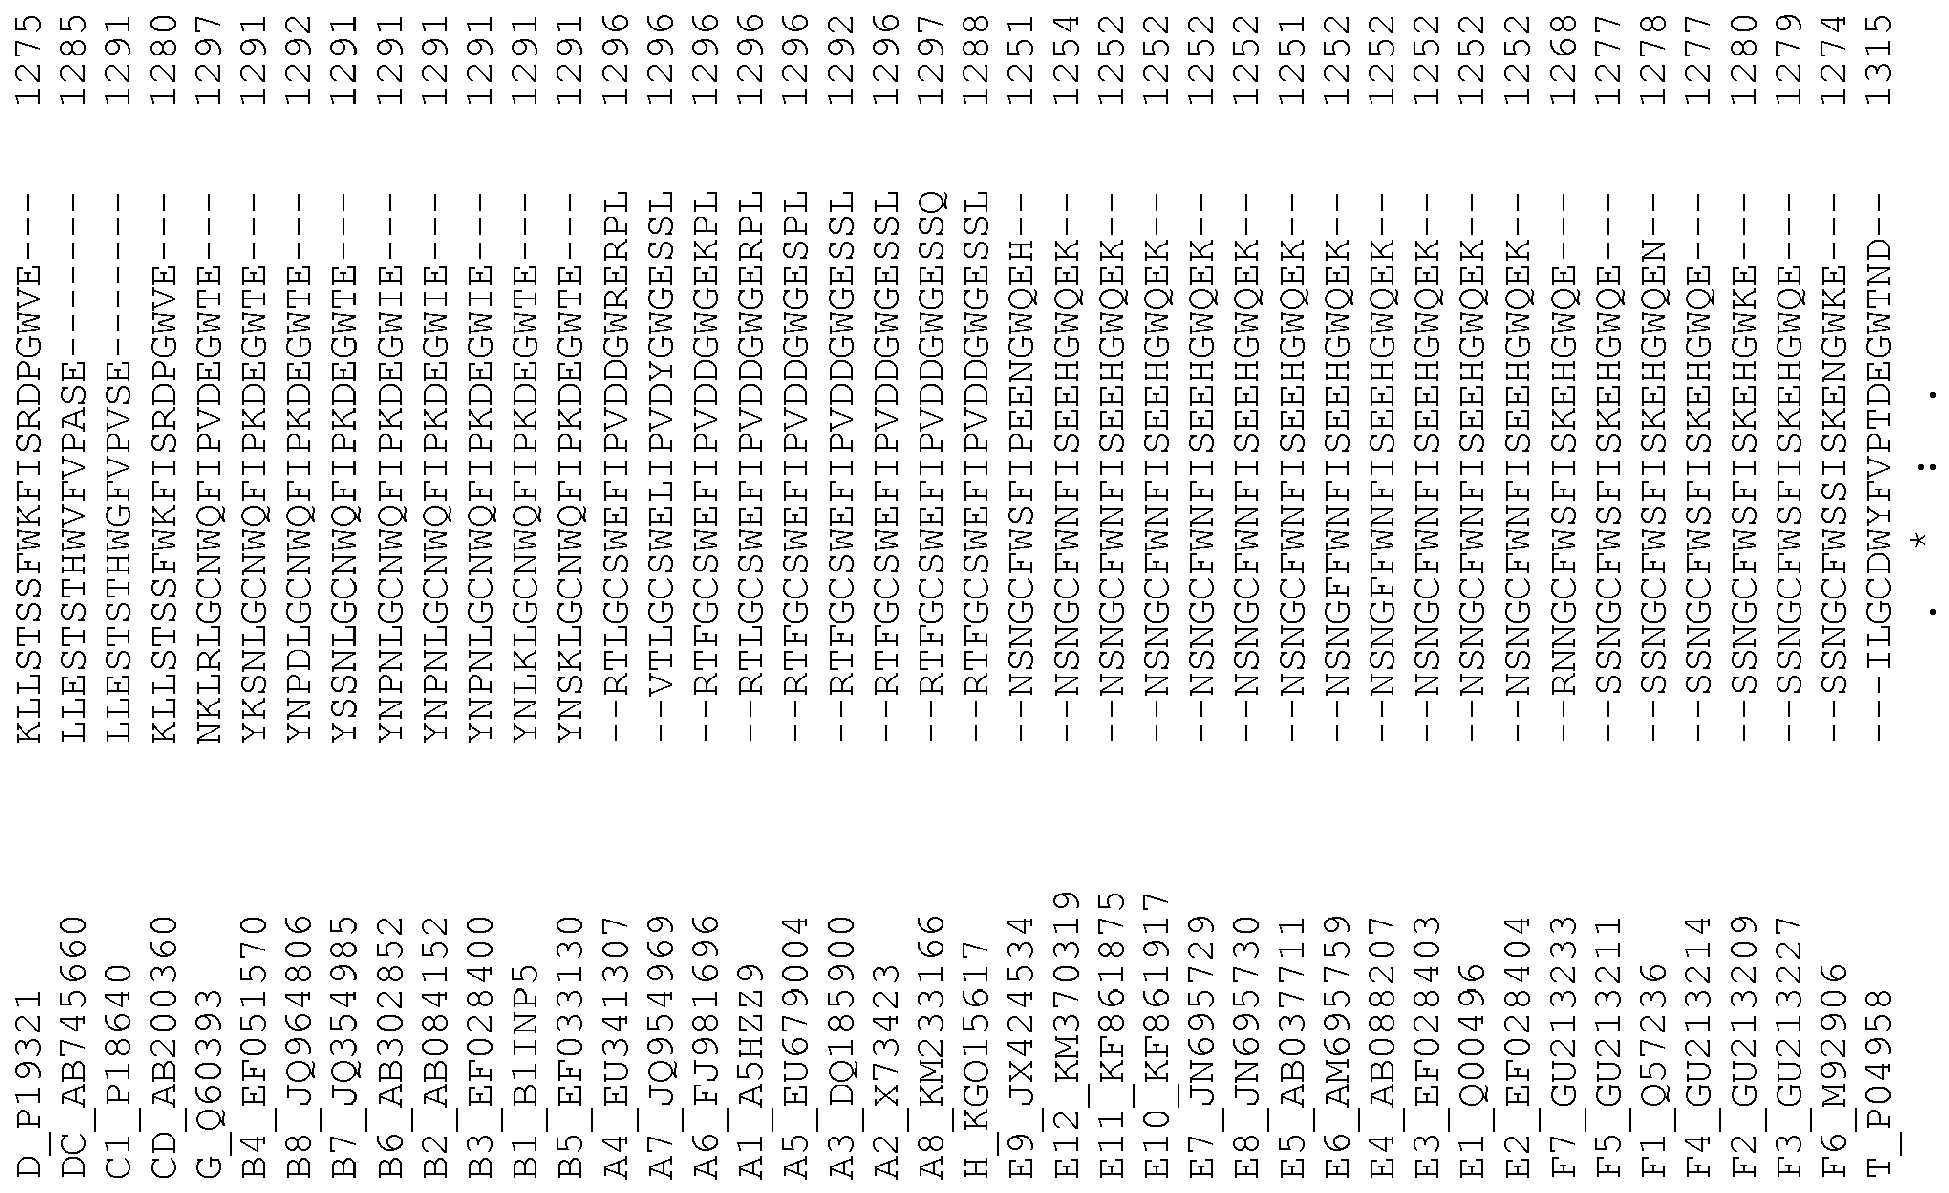 D_P19321 KLLSTSSFWKFISRDPGWVE--- 1275
DC_AB745660 LLESTSTHWVFVPASE------- 1285
C1_P18640 LLESTSTHWGFVPVSE------- 1291
CD_AB200360 KLLSTSSFWKFISRDPGWVE--- 1280
G_Q60393 NKLRLGCNWQFIPVDEGWTE--- 1297
B4_EF051570 YKSNLGCNWQFIPKDEGWTE--- 1291
B8_JQ964806 YNPDLGCNWQFIPKDEGWTE--- 1292
B7_JQ354985 YSSNLGCNWQFIPKDEGWTE--- 1291
B6_AB302852 YNPNLGCNWQFIPKDEGWIE--- 1291
B2_AB084152 YNPNLGCNWQFIPKDEGWIE--- 1291
B3_EF028400 YNPNLGCNWQFIPKDEGWIE--- 1291
B1_B1INP5 YNLKLGCNWQFIPKDEGWTE--- 1291
B5_EF033130 YNSKLGCNWQFIPKDEGWTE--- 1291
A4_EU341307 --RTLGCSWEFIPVDDGWRERPL 1296
A7_JQ954969 --VTLGCSWELIPVDYGWGESSL 1296
A6_FJ981696 --RTFGCSWEFIPVDDGWGEKPL 1296
A1_A5HZZ9 --RTLGCSWEFIPVDDGWGERPL 1296
A5_EU679004 --RTFGCSWEFIPVDDGWGESPL 1296
A3_DQ185900 --RTFGCSWEFIPVDDGWGESSL 1292
A2_X73423 --RTFGCSWEFIPVDDGWGESSL 1296
A8_KM233166 --RTFGCSWEFIPVDDGWGESSQ 1297
H_KGO15617 --RTFGCSWEFIPVDDGWGESSL 1288
E9_JX424534 --NSNGCFWSFIPEENGWQEH-- 1251
E12_KM370319 --NSNGCFWNFISEEHGWQEK-- 1254
E11_KF861875 --NSNGCFWNFISEEHGWQEK-- 1252
E10_KF861917 --NSNGCFWNFISEEHGWQEK-- 1252
E7_JN695729 --NSNGCFWNFISEEHGWQEK-- 1252
E8_JN695730 --NSNGCFWNFISEEHGWQEK-- 1252
E5_AB037711 --NSNGCFWNFISEEHGWQEK-- 1251
E6_AM695759 --NSNGFFWNFISEEHGWQEK-- 1252
E4_AB088207 --NSNGFFWNFISEEHGWQEK-- 1252
E3_EF028403 --NSNGCFWNFISEEHGWQEK-- 1252
E1_Q00496 --NSNGCFWNFISEEHGWQEK-- 1252
E2_EF028404 --NSNGCFWNFISEEHGWQEK-- 1252
F7_GU213233 --RNNGCFWSFISKEHGWQE--- 1268
F5_GU213211 --SSNGCFWSFISKEHGWQE--- 1277
F1_Q57236 --SSNGCFWSFISKEHGWQEN-- 1278
F4_GU213214 --SSNGCFWSFISKEHGWQE--- 1277
F2_GU213209 --SSNGCFWSFISKEHGWKE--- 1280
F3_GU213227 --SSNGCFWSFISKEHGWQE--- 1279
F6_M92906 --SSNGCFWSSISKENGWKE--- 1274
T_P04958 ---ILGCDWYFVPTDEGWTND-- 1315
. * : .